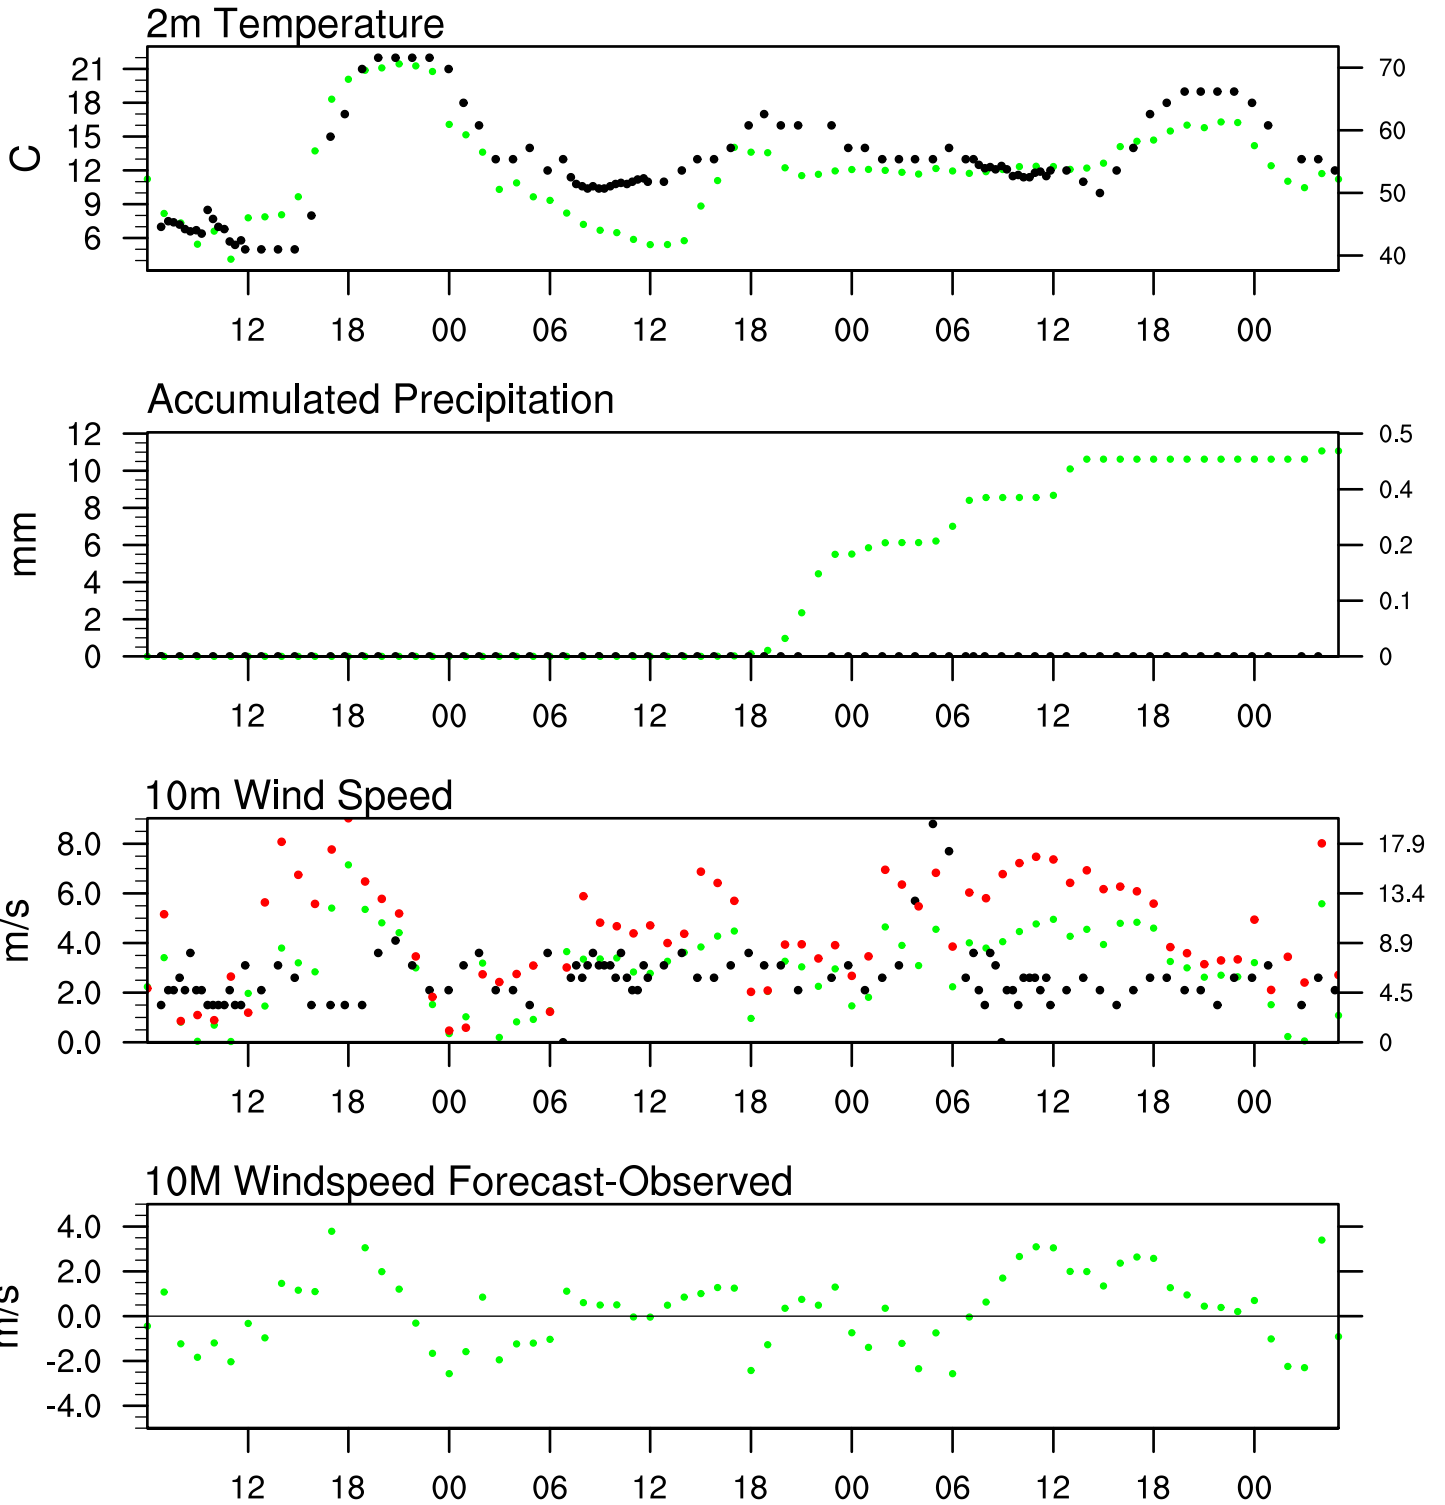 2m Temperature
21 70
18
15 60
C
12
9 50
6
40
12 18 00 06 12 18 00 06 12 18 00
Accumulated Precipitation
12 0.5
10
8 0.4
mm
6 0.2
4
2 0.1
0 0
12 18 00 06 12 18 00 06 12 18 00
10m Wind Speed
8.0 17.9
6.0 13.4
m/s
4.0 8.9
2.0 4.5
0.0 0
12 18 00 06 12 18 00 06 12 18 00
10M Windspeed Forecast-Observed
4.0
2.0
0.0
m/s
-2.0
-4.0
12 18 00 06 12 18 00 06 12 18 00